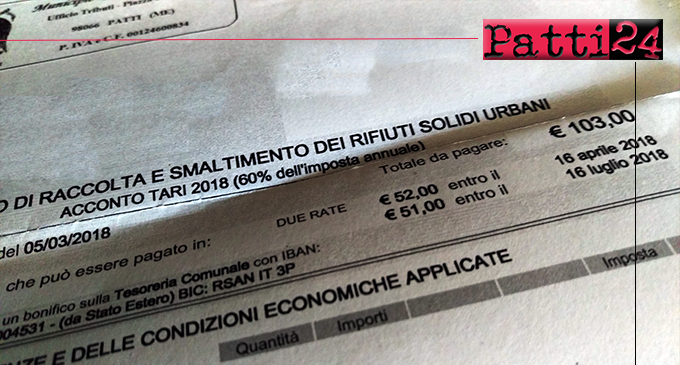 Ufficio Tributi - Piazza
98066 PATTI (ME)
P. IVA e C.F. 00124600834
Patti24
O DI RACCOLTA E SMALTIMENTO DEI RIFIUTI SOLIDI URBANI
ACCONTO TARI 2018 (60% dell'imposta annuale)
Totale da pagare: € 103,00
del 05/03/2018
DUE RATE € 52,00 entro il 16 aprile 2018
€ 51,00 entro il 16 luglio 2018
che può essere pagato in:
un bonifico sulla Tesoreria Comunale con IBAN:
004531 - (da Stato Estero) BIC: RSAN IT 3P
ENZE E DELLE CONDIZIONI ECONOMICHE APPLICATE
Quantità Importi Imposta